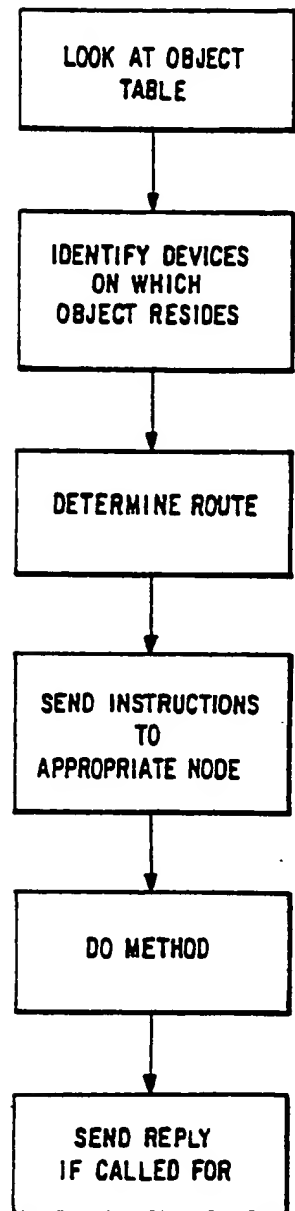 LOOK AT OBJECT
TABLE
IDENTIFY DEVICES
ON WHICH
OBJECT RESIDES
DETERMINE ROUTE
SEND INSTRUCTIONS
TO
APPROPRIATE NODE
DO METHOD
SEND REPLY
IF CALLED FOR